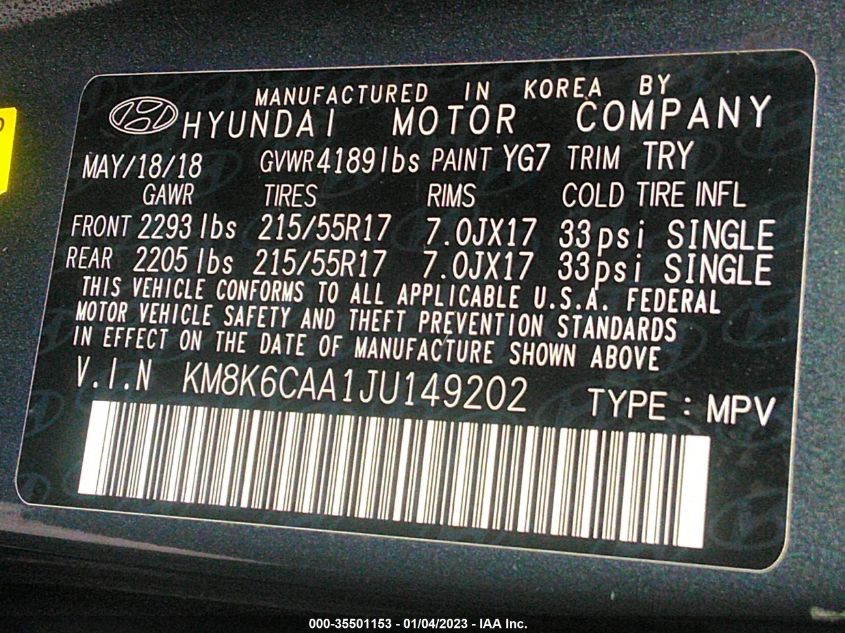 MANUFACTURED IN KOREA BY
HYUNDAI MOTOR COMPANY
MAY/18/18 GVWR 4189 lbs PAINT YG7 TRIM TRY
GAWR TIRES RIMS COLD TIRE INFL
FRONT 2293 lbs 215/55R17 7.0JX17 33psi SINGLE
REAR 2205 lbs 215/55R17 7.0JX17 33psi SINGLE
THIS VEHICLE CONFORMS TO ALL APPLICABLE U.S.A. FEDERAL
MOTOR VEHICLE SAFETY AND THEFT PREVENTION STANDARDS
IN EFFECT ON THE DATE OF MANUFACTURE SHOWN ABOVE
V.I.N KM8K6CAA1JU149202 TYPE : MPV
000-35501153 - 01/04/2023 - IAA Inc.